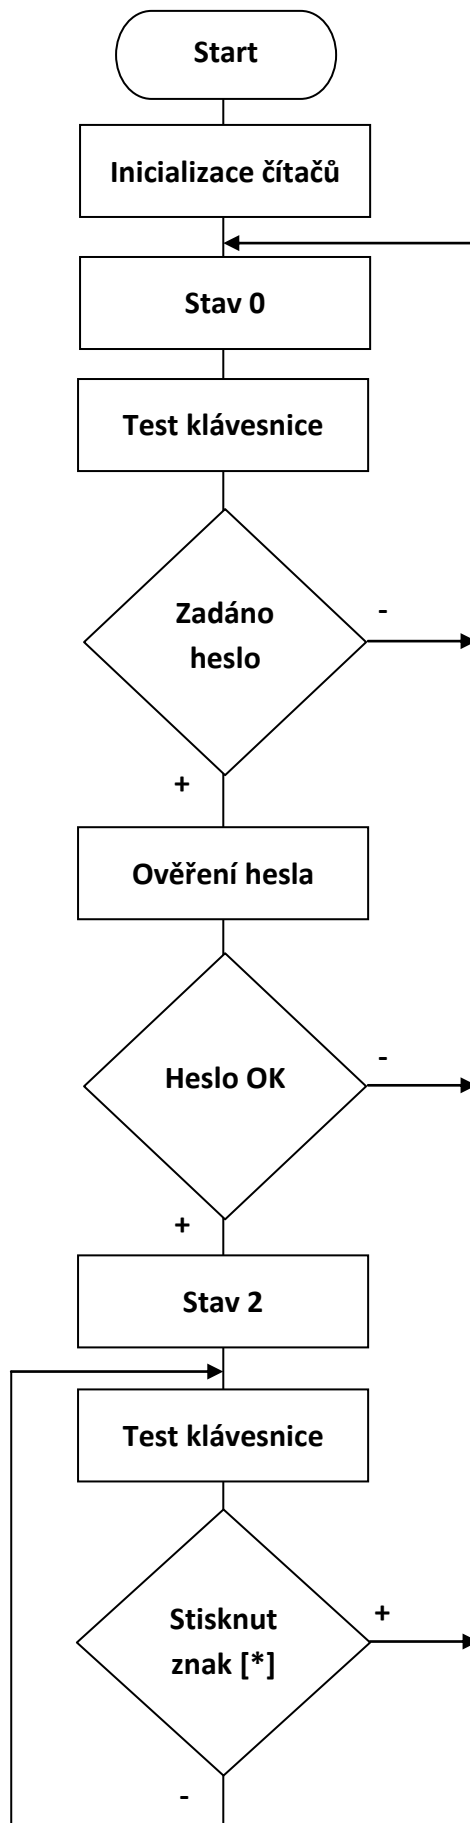 Start
Inicializace čítačů
Stav 0
Test klávesnice
Zadáno
heslo
-
+
Ověření hesla
Heslo OK
-
+
Stav 2
Test klávesnice
Stisknut
znak [*]
+
-